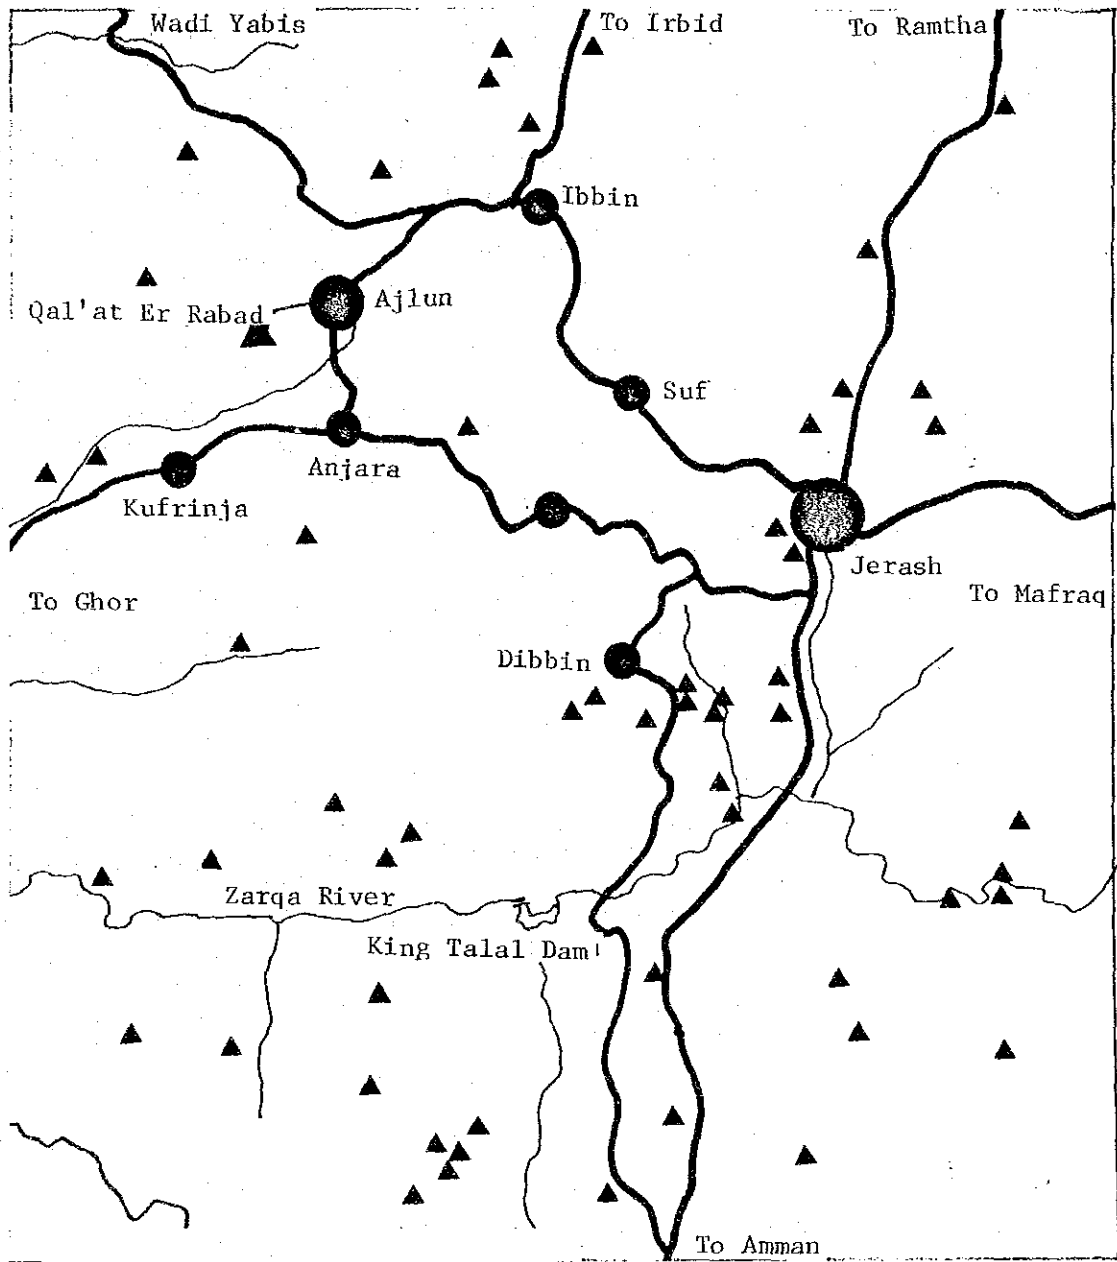 Wadi Yabis
To Irbid
To Ramtha
Ibbin
Qal'at Er Rabad
Ajlun
Suf
Anjara
Kufrinja
Jerash
To Ghor
To Mafraq
Dibbin
Zarqa River
King Talal Dam
To Amman